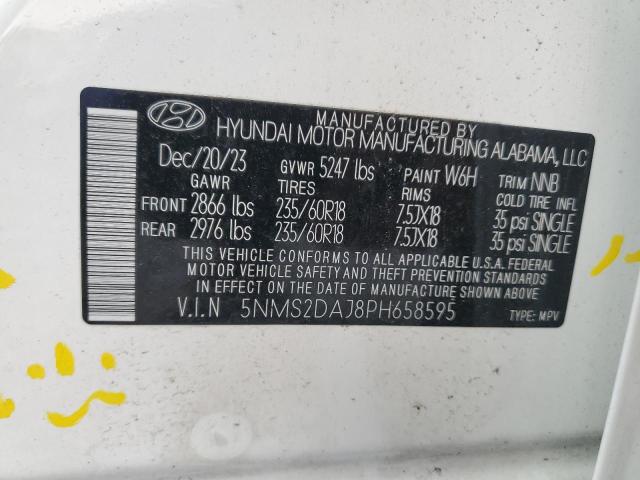 MANUFACTURED BY
HYUNDAI MOTOR MANUFACTURING ALABAMA, LLC
Dec/20/23 GVWR 5247 lbs PAINT W6H TRIM NNB
GAWR TIRES RIMS COLD TIRE INFL
FRONT 2866 lbs 235/60R18 7.5JX18 35 psi SINGLE
REAR 2976 lbs 235/60R18 7.5JX18 35 psi SINGLE
THIS VEHICLE CONFORMS TO ALL APPLICABLE U.S.A. FEDERAL
MOTOR VEHICLE SAFETY AND THEFT PREVENTION STANDARDS
IN EFFECT ON THE DATE OF MANUFACTURE SHOWN ABOVE.
V.I.N 5NMS2DAJ8PH658595 TYPE: MPV